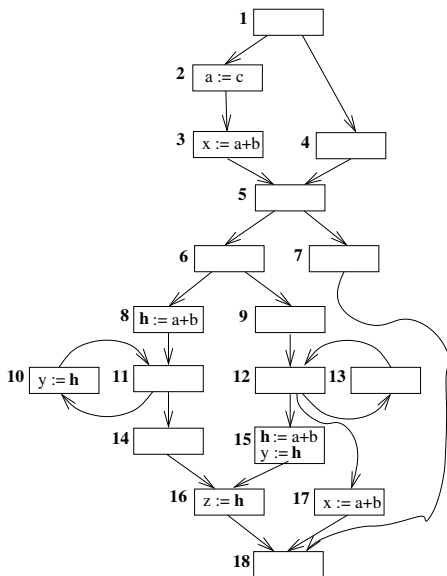 1
2 a := c
3 x := a+b 4
5
6 7
8 h := a+b 9
10 y := h 11 12 13
14 15 h := a+b
y := h
16 z := h 17 x := a+b
18